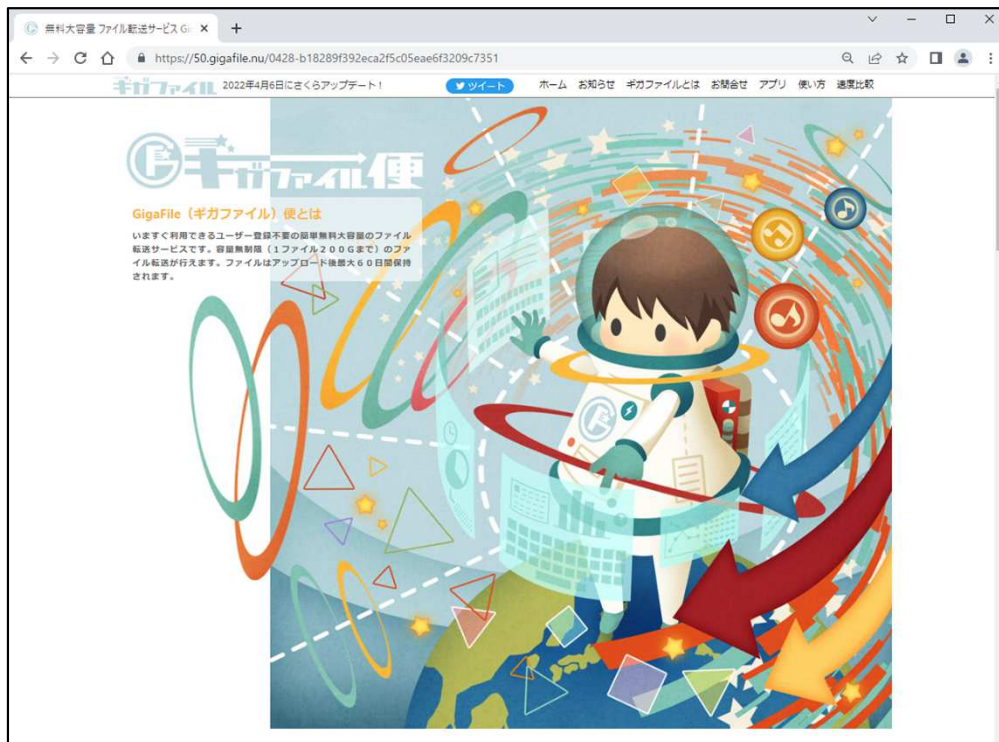 無料大容量 ファイル転送サービス Gi
https://50.gigafile.nu/0428-b18289f392eca2f5c05eae6f3209c7351
ギガファイル 2022年4月6日にさくらアップデート! ツイート ホーム お知らせ ギガファイルとは お問合せ アプリ 使い方 速度比較
ギガファイル便
GigaFile(ギガファイル)便とは
いますぐ利用できるユーザー登録不要の簡単無料大容量のファイル
転送サービスです。容量無制限(1ファイル200Gまで)のファ
イル転送が行えます。ファイルはアップロード後最大60日間保持
されます。